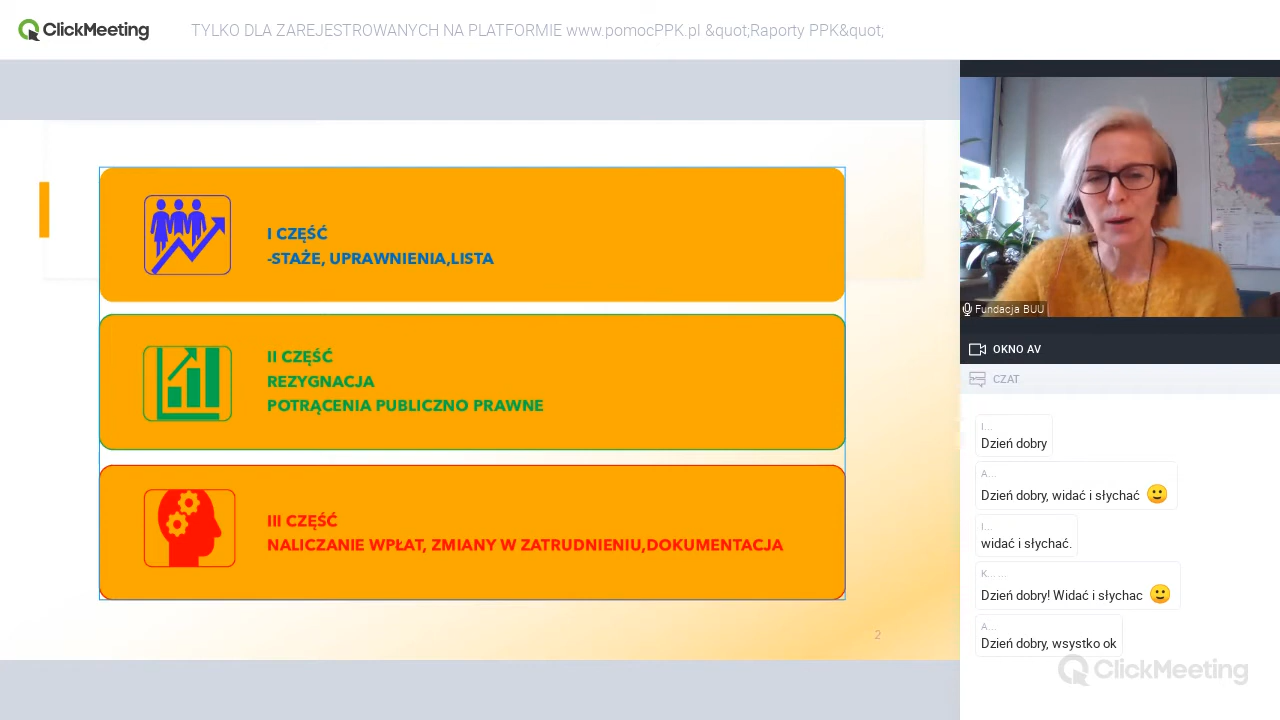 ClickMeeting
TYLKO DLA ZAREJESTROWANYCH NA PLATFORMIE www.pomocPPK.pl &quot;Raporty PPK&quot;
I CZĘŚĆ
-STAŻE, UPRAWNIENIA,LISTA
II CZĘŚĆ
REZYGNACJA
POTRĄCENIA PUBLICZNO PRAWNE
III CZĘŚĆ
NALICZANIE WPŁAT, ZMIANY W ZATRUDNIENIU,DOKUMENTACJA
2
Fundacja BUU
OKNO AV
CZAT
I...
Dzień dobry
A...
Dzień dobry, widać i słychać
I...
widać i słychać.
K... ...
Dzień dobry! Widać i słychac
A...
Dzień dobry, wsystko ok
ClickMeeting